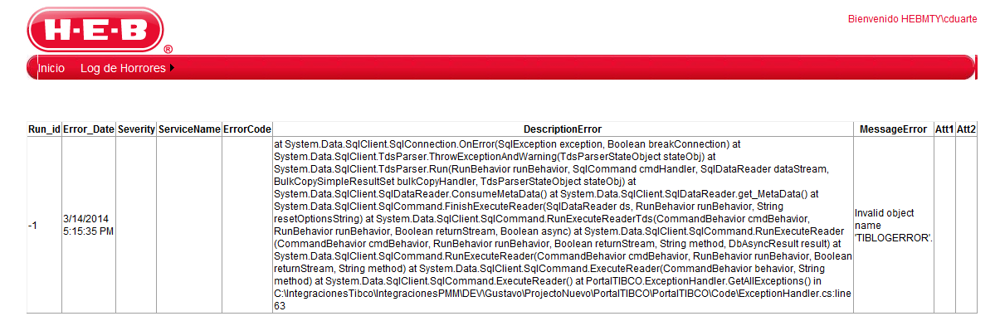 H-E-B
®
Bienvenido HEBMTY\cduarte
Inicio Log de Horrores
Run_id Error_Date Severity ServiceName ErrorCode DescriptionError MessageError Att1 Att2
-1
3/14/2014
5:15:35 PM
at System.Data.SqlClient.SqlConnection.OnError(SqlException exception, Boolean breakConnection) at
System.Data.SqlClient.TdsParser.ThrowExceptionAndWarning(TdsParserStateObject stateObj) at
System.Data.SqlClient.TdsParser.Run(RunBehavior runBehavior, SqlCommand cmdHandler, SqlDataReader dataStream,
BulkCopySimpleResultSet bulkCopyHandler, TdsParserStateObject stateObj) at
System.Data.SqlClient.SqlDataReader.ConsumeMetaData() at System.Data.SqlClient.SqlDataReader.get_MetaData() at
System.Data.SqlClient.SqlCommand.FinishExecuteReader(SqlDataReader ds, RunBehavior runBehavior, String
resetOptionsString) at System.Data.SqlClient.SqlCommand.RunExecuteReaderTds(CommandBehavior cmdBehavior,
RunBehavior runBehavior, Boolean returnStream, Boolean async) at System.Data.SqlClient.SqlCommand.RunExecuteReader
(CommandBehavior cmdBehavior, RunBehavior runBehavior, Boolean returnStream, String method, DbAsyncResult result) at
System.Data.SqlClient.SqlCommand.RunExecuteReader(CommandBehavior cmdBehavior, RunBehavior runBehavior, Boolean
returnStream, String method) at System.Data.SqlClient.SqlCommand.ExecuteReader(CommandBehavior behavior, String
method) at System.Data.SqlClient.SqlCommand.ExecuteReader() at PortalTIBCO.ExceptionHandler.GetAllExceptions() in
C:\IntegracionesTibco\IntegracionesPMM\DEV\Gustavo\ProjectoNuevo\PortalTIBCO\PortalTIBCO\Code\ExceptionHandler.cs:line
63
Invalid object
name
'TIBLOGERROR'.